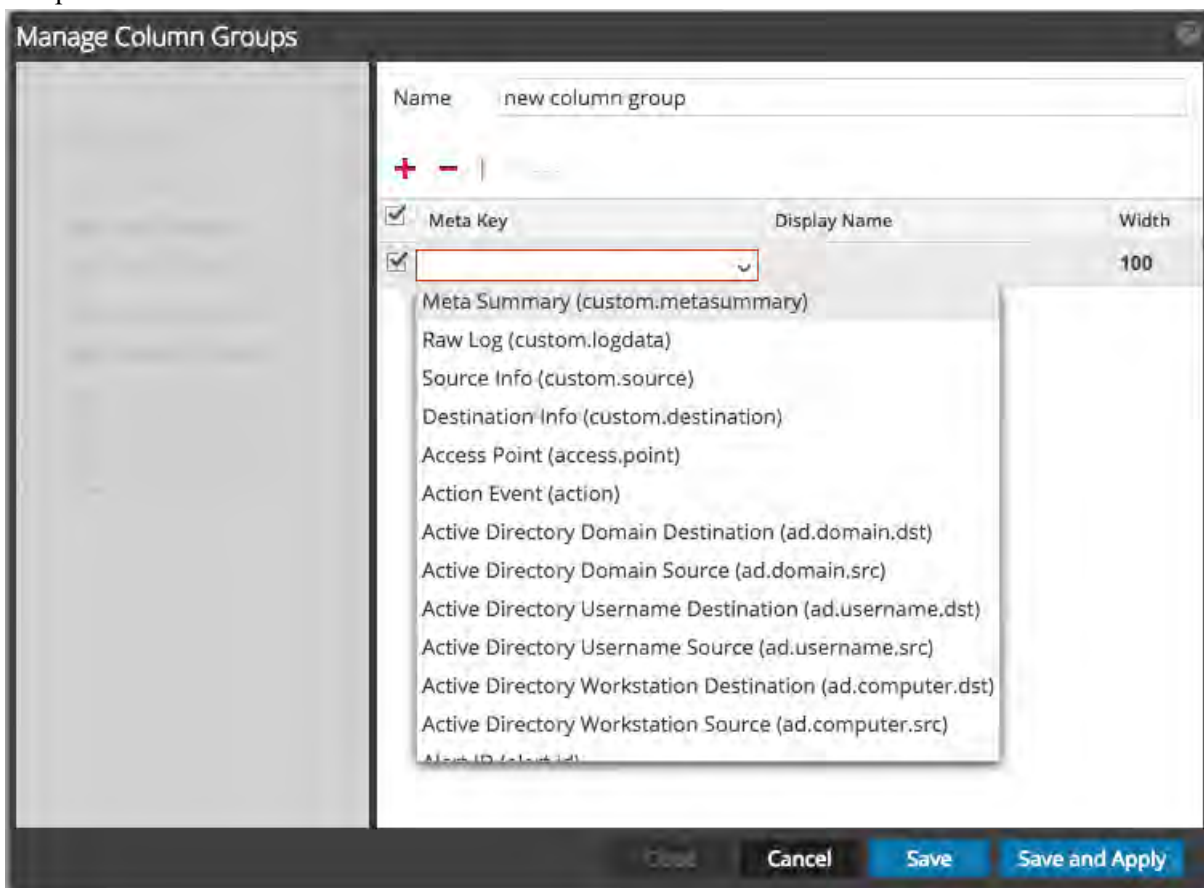 Manage Column Groups
Name new column group
Meta Key Display Name Width
100
Meta Summary (custom.metasummary)
Raw Log (custom.logdata)
Source Info (custom.source)
Destination Info (custom.destination)
Access Point (access.point)
Action Event (action)
Active Directory Domain Destination (ad.domain.dst)
Active Directory Domain Source (ad.domain.src)
Active Directory Username Destination (ad.username.dst)
Active Directory Username Source (ad.username.src)
Active Directory Workstation Destination (ad.computer.dst)
Active Directory Workstation Source (ad.computer.src)
Alert ID (alert.id)
Close Cancel Save Save and Apply